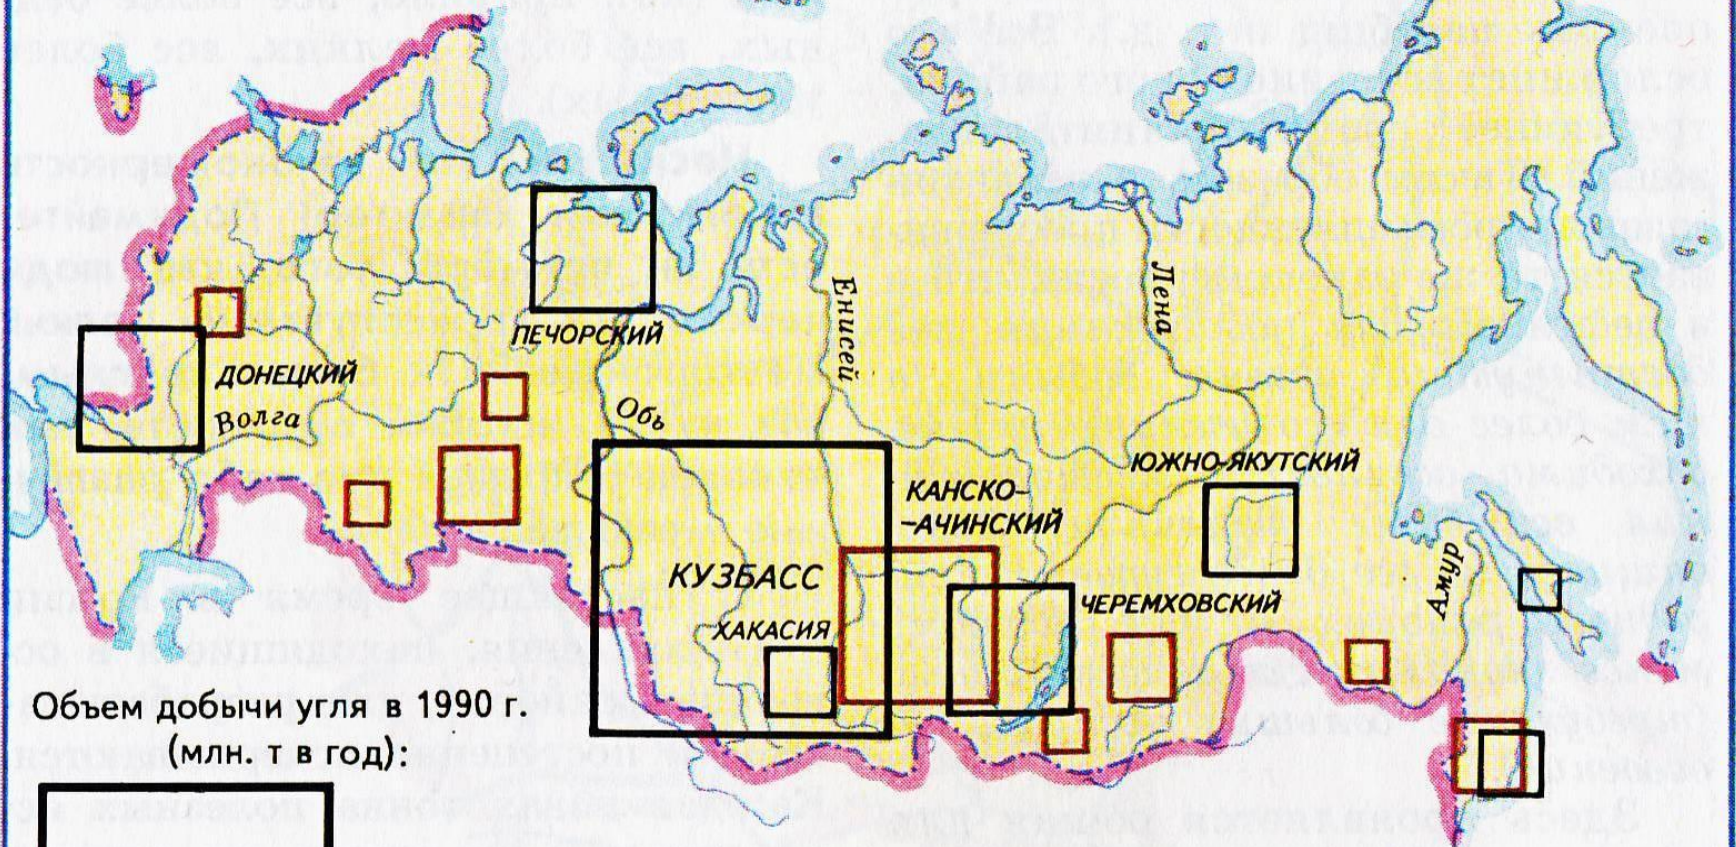 ПЕЧОРСКИЙ
Енисей
Лена
ДОНЕЦКИЙ
Волга
Обь
ЮЖНО-ЯКУТСКИЙ
КАНСКО-
-АЧИНСКИЙ
КУЗБАСС
ХАКАСИЯ
ЧЕРЕМХОВСКИЙ
Амур
Объем добычи угля в 1990 г.
(млн. т в год):